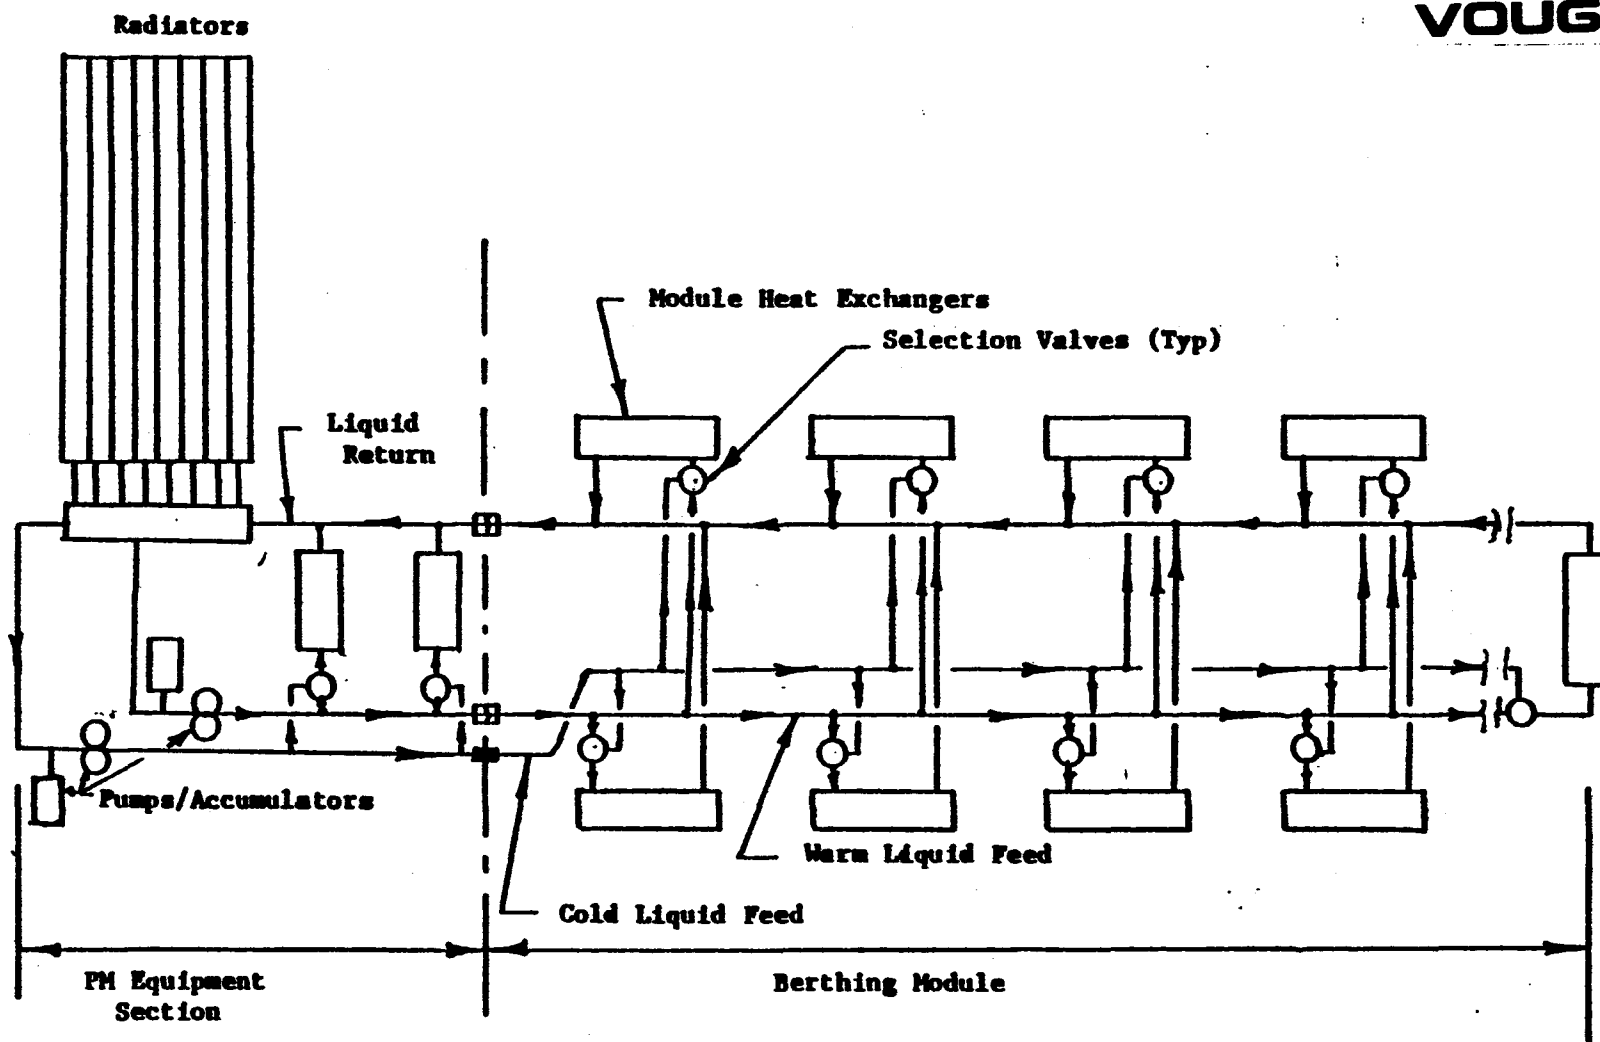 Radiators
VOUG
Module Heat Exchangers
Selection Valves (Typ)
Liquid
Return
Pumps/Accumulators
Warm Liquid Feed
Cold Liquid Feed
PM Equipment
Section
Berthing Module